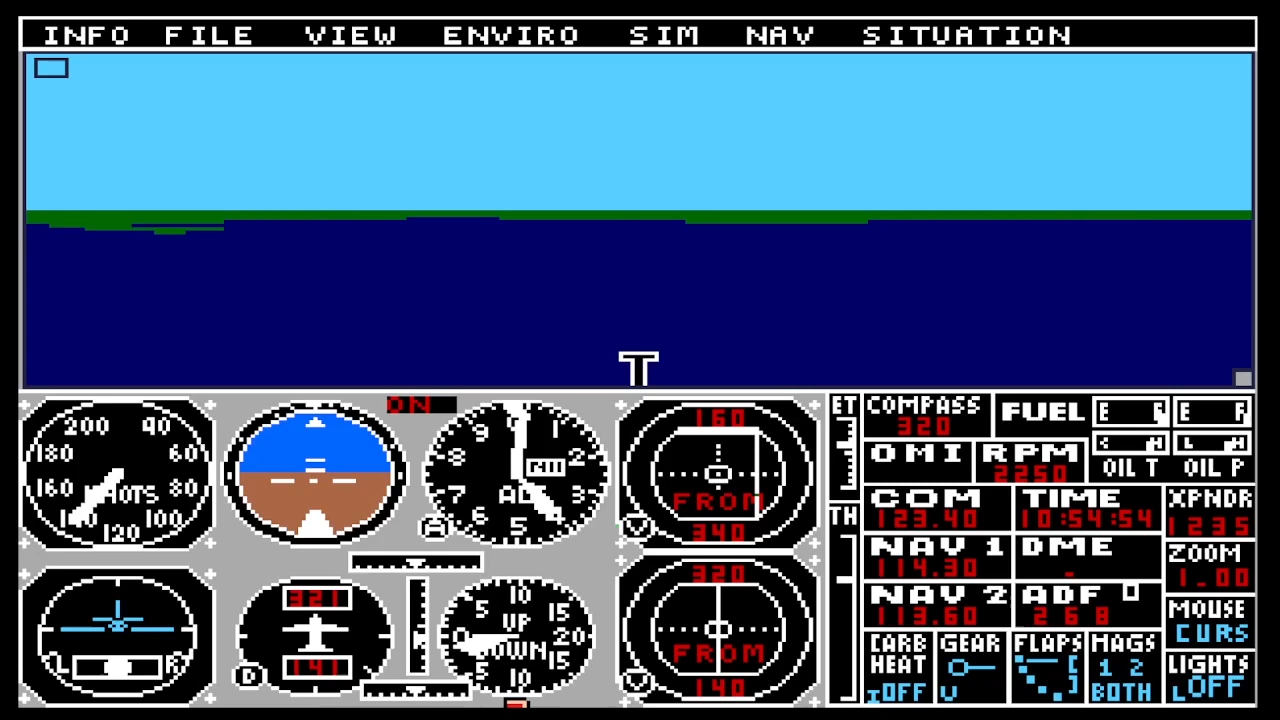 INFO FILE VIEW ENVIRO SIM NAV SITUATION
T
ON
200 40
180 60
160 KNOTS 80
140 100
120
9 1
8 2
7 3
6 5 4
A
160
FROM
340
V
ET
TH
COMPASS
320
FUEL
E F E F
OMI
RPM
2250
C H L H
OIL T OIL P
COM
123.40
TIME
10:54:54
XPNDR
1235
NAV 1
114.30
DME
ZOOM
1.00
NAV 2
113.60
ADF 0
268
MOUSE
CURS
CARB
HEAT
OFF
GEAR
FLAPS
MAGS
1 2
BOTH
LIGHTS
L OFF
L R
321
141
D
10
5 UP 15
0 20
DOWN
5 15
10
320
FROM
140
V